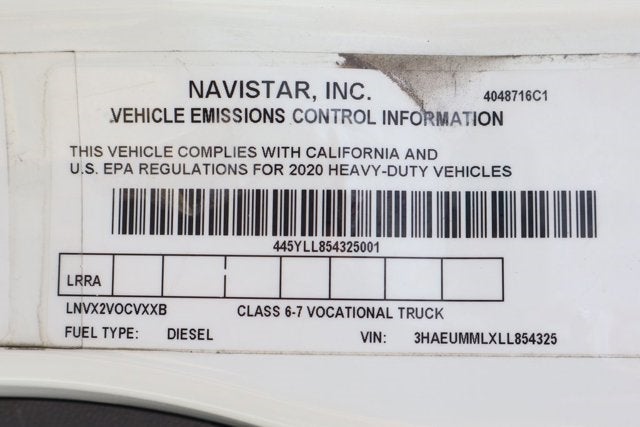 NAVISTAR, INC.
4048716C1
VEHICLE EMISSIONS CONTROL INFORMATION
THIS VEHICLE COMPLIES WITH CALIFORNIA AND
U.S. EPA REGULATIONS FOR 2020 HEAVY-DUTY VEHICLES
445YLL854325001
LRRA
LNVX2VOCVXXB CLASS 6-7 VOCATIONAL TRUCK
FUEL TYPE: DIESEL VIN: 3HAEUMMLXLL854325